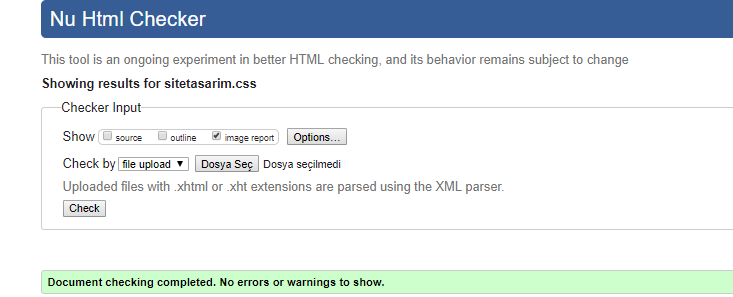 Nu Html Checker
This tool is an ongoing experiment in better HTML checking, and its behavior remains subject to change
Showing results for sitetasarim.css
Checker Input
Show source outline image report Options...
Check by file upload Dosya Seç Dosya seçilmedi
Uploaded files with .xhtml or .xht extensions are parsed using the XML parser.
Check
Document checking completed. No errors or warnings to show.